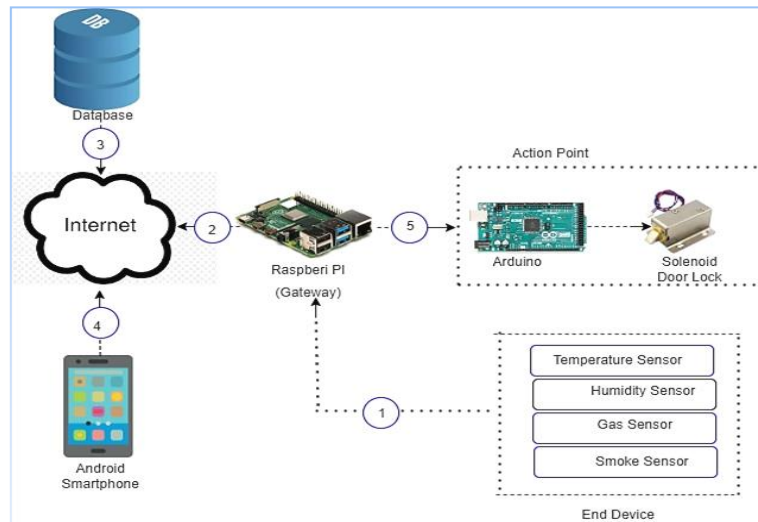 DB
Database
3
Internet
2
Raspberi PI
(Gateway)
5
Action Point
Arduino
Solenoid
Door Lock
4
Android
Smartphone
1
Temperature Sensor
Humidity Sensor
Gas Sensor
Smoke Sensor
End Device